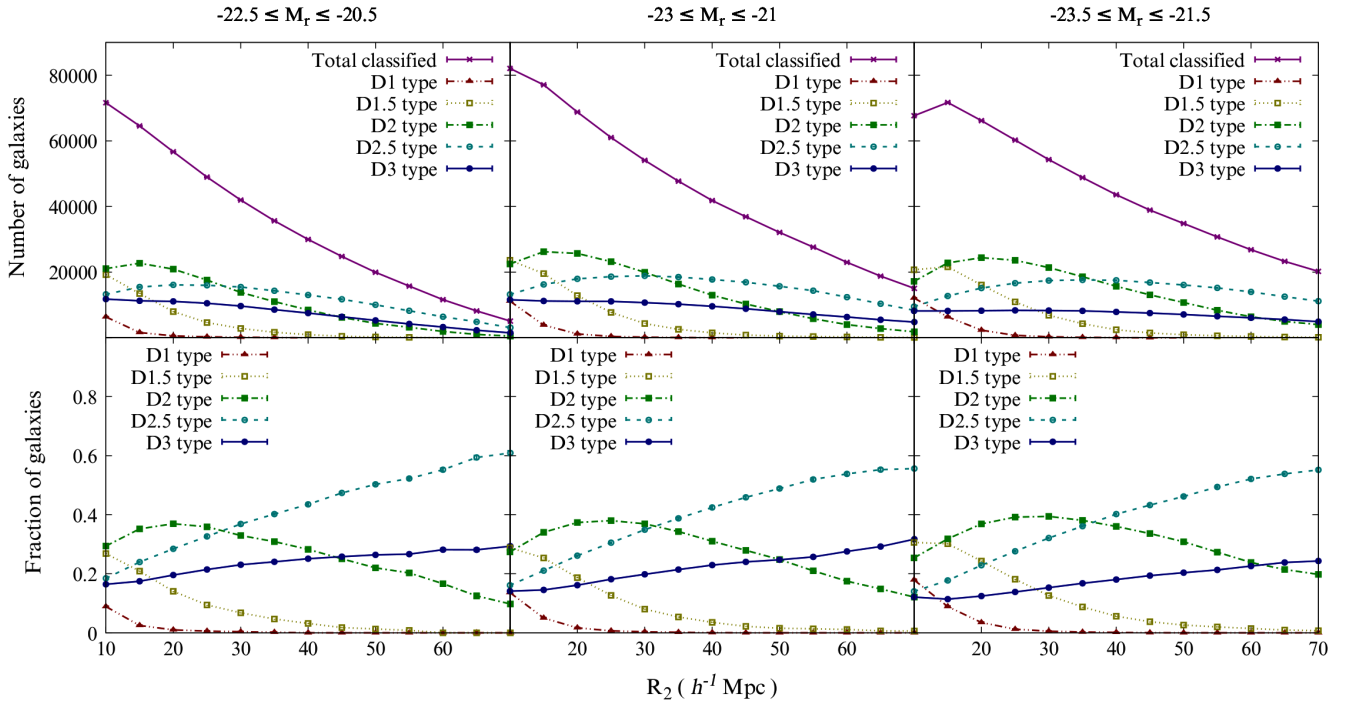 -22.5 ≤ Mr ≤ -20.5
-23 ≤ Mr ≤ -21
-23.5 ≤ Mr ≤ -21.5
Number of galaxies
80000
60000
40000
20000
Total classified
D1 type
D1.5 type
D2 type
D2.5 type
D3 type
Total classified
D1 type
D1.5 type
D2 type
D2.5 type
D3 type
Total classified
D1 type
D1.5 type
D2 type
D2.5 type
D3 type
Fraction of galaxies
0.8
0.6
0.4
0.2
0
D1 type
D1.5 type
D2 type
D2.5 type
D3 type
D1 type
D1.5 type
D2 type
D2.5 type
D3 type
D1 type
D1.5 type
D2 type
D2.5 type
D3 type
10 20 30 40 50 60
20 30 40 50 60
20 30 40 50 60 70
R2 ( h-1 Mpc )